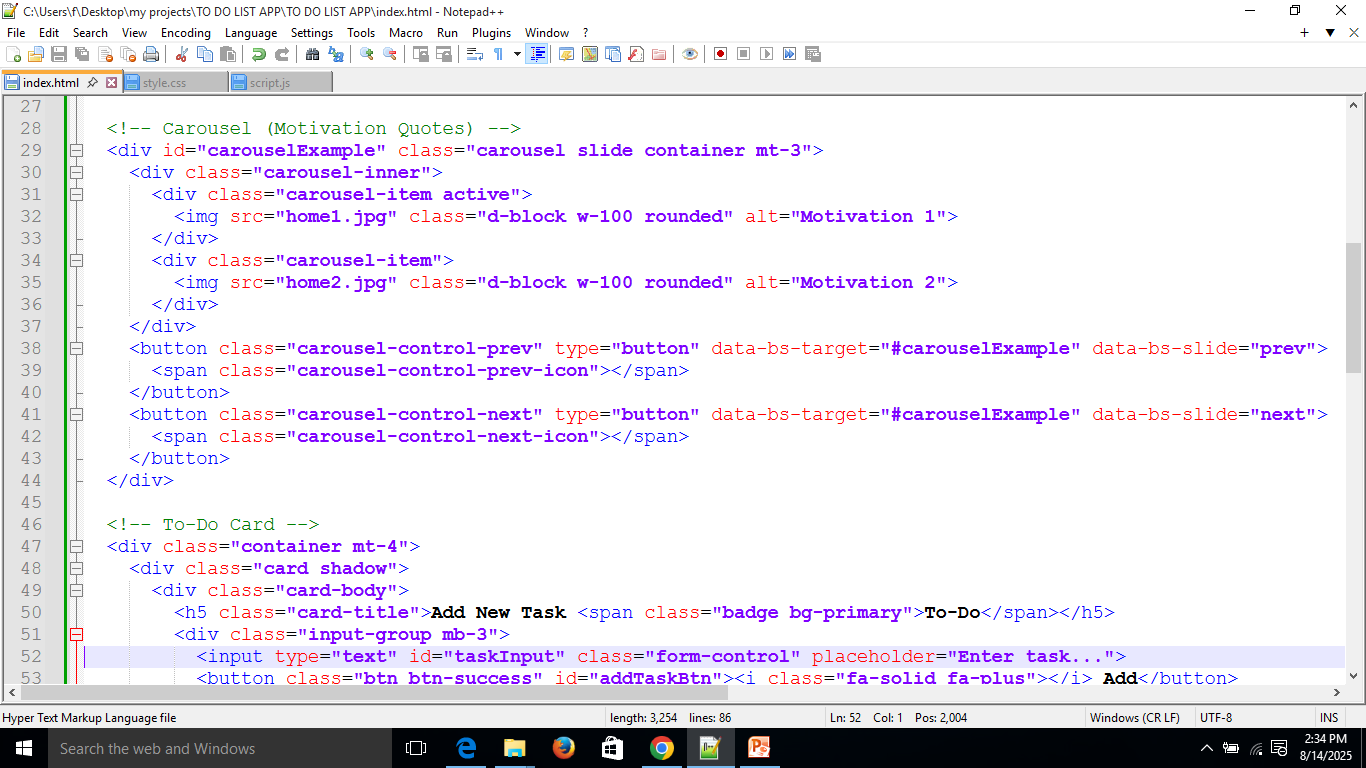 C:\Users\f\Desktop\my projects\TO DO LIST APP\TO DO LIST APP\index.html - Notepad++
File Edit Search View Encoding Language Settings Tools Macro Run Plugins Window ?
index.html style.css script.js
27
28 <!-- Carousel (Motivation Quotes) -->
29 <div id="carouselExample" class="carousel slide container mt-3">
30 <div class="carousel-inner">
31 <div class="carousel-item active">
32 <img src="home1.jpg" class="d-block w-100 rounded" alt="Motivation 1">
33 </div>
34 <div class="carousel-item">
35 <img src="home2.jpg" class="d-block w-100 rounded" alt="Motivation 2">
36 </div>
37 </div>
38 <button class="carousel-control-prev" type="button" data-bs-target="#carouselExample" data-bs-slide="prev">
39 <span class="carousel-control-prev-icon"></span>
40 </button>
41 <button class="carousel-control-next" type="button" data-bs-target="#carouselExample" data-bs-slide="next">
42 <span class="carousel-control-next-icon"></span>
43 </button>
44 </div>
45
46 <!-- To-Do Card -->
47 <div class="container mt-4">
48 <div class="card shadow">
49 <div class="card-body">
50 <h5 class="card-title">Add New Task <span class="badge bg-primary">To-Do</span></h5>
51 <div class="input-group mb-3">
52 <input type="text" id="taskInput" class="form-control" placeholder="Enter task...">
53 <button class="btn btn-success" id="addTaskBtn"><i class="fa-solid fa-plus"></i> Add</button>
Hyper Text Markup Language file length: 3,254 lines: 86 Ln: 52 Col: 1 Pos: 2,004 Windows (CR LF) UTF-8 INS
Search the web and Windows
2:34 PM
8/14/2025